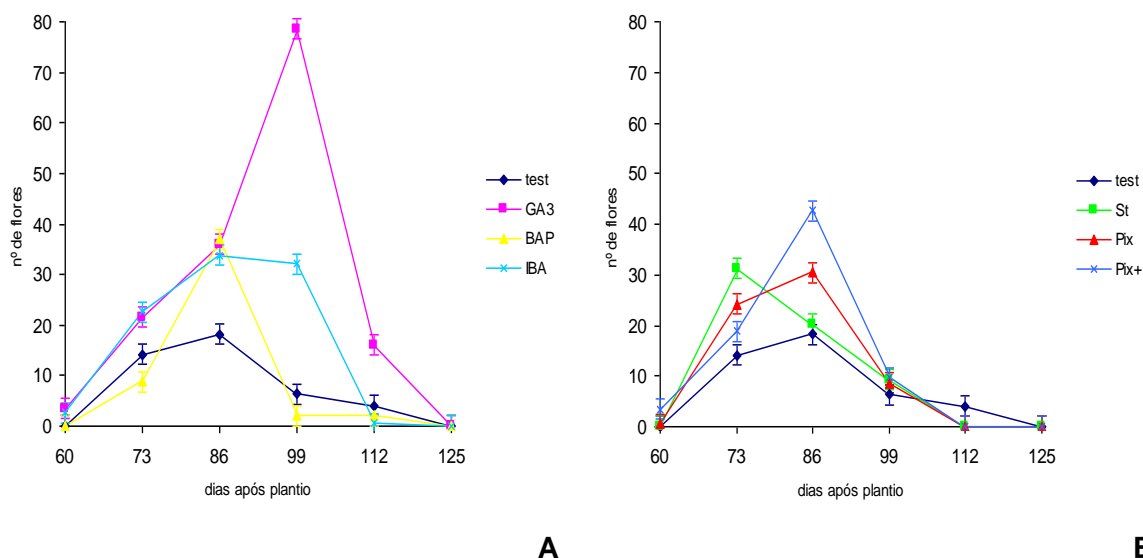 80
70
60
50
40
30
20
10
0
nº de flores
60 73 86 99 112 125
dias após plantio
test
GA3
BAP
IBA
A
80
70
60
50
40
30
20
10
0
nº de flores
60 73 86 99 112 125
dias após plantio
test
St
Pix
Pix+